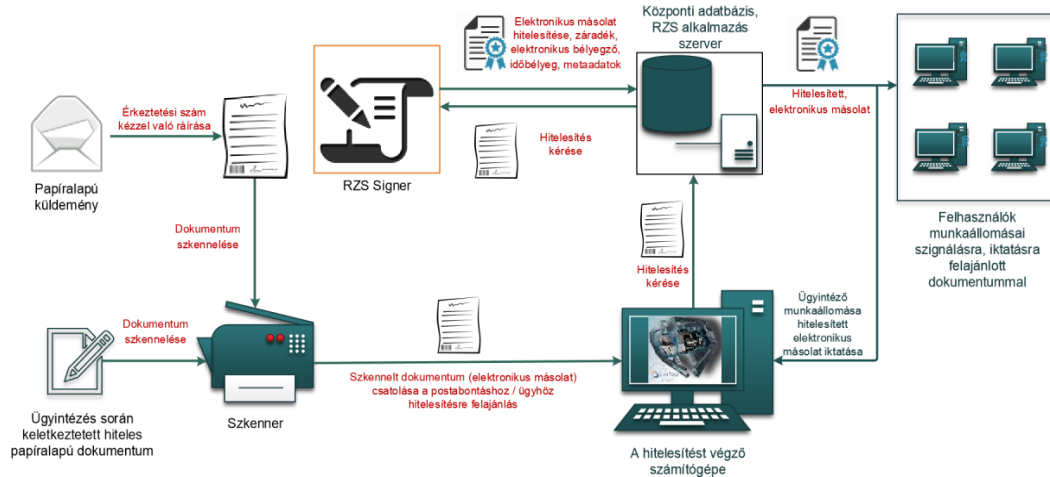 Elektronikus másolat
hitelesítése, záradék,
elektronikus bélyegző,
időbélyeg, metaadatok
Központi adatbázis,
RZS alkalmazás
szerver
Érkeztetési szám
kézzel való ráírása
Papíralapú
küldemény
RZS Signer
Hitelesítés
kérése
Hitelesített,
elektronikus másolat
Felhasználók
munkaállomásai
szignálásra, iktatásra
felajánlott
dokumentummal
Dokumentum
szkennelése
Hitelesítés
kérése
Dokumentum
szkennelése
Ügyintéző
munkaállomása
hitelesített
elektronikus
másolat iktatása
Szkennelt dokumentum (elektronikus másolat)
csatolása a postabontáshoz / ügyhöz
hitelesítésre felajánlás
Ügyintézés során
keletkeztetett hiteles
papíralapú dokumentum
Szkenner
A hitelesítést végző
számítógépe